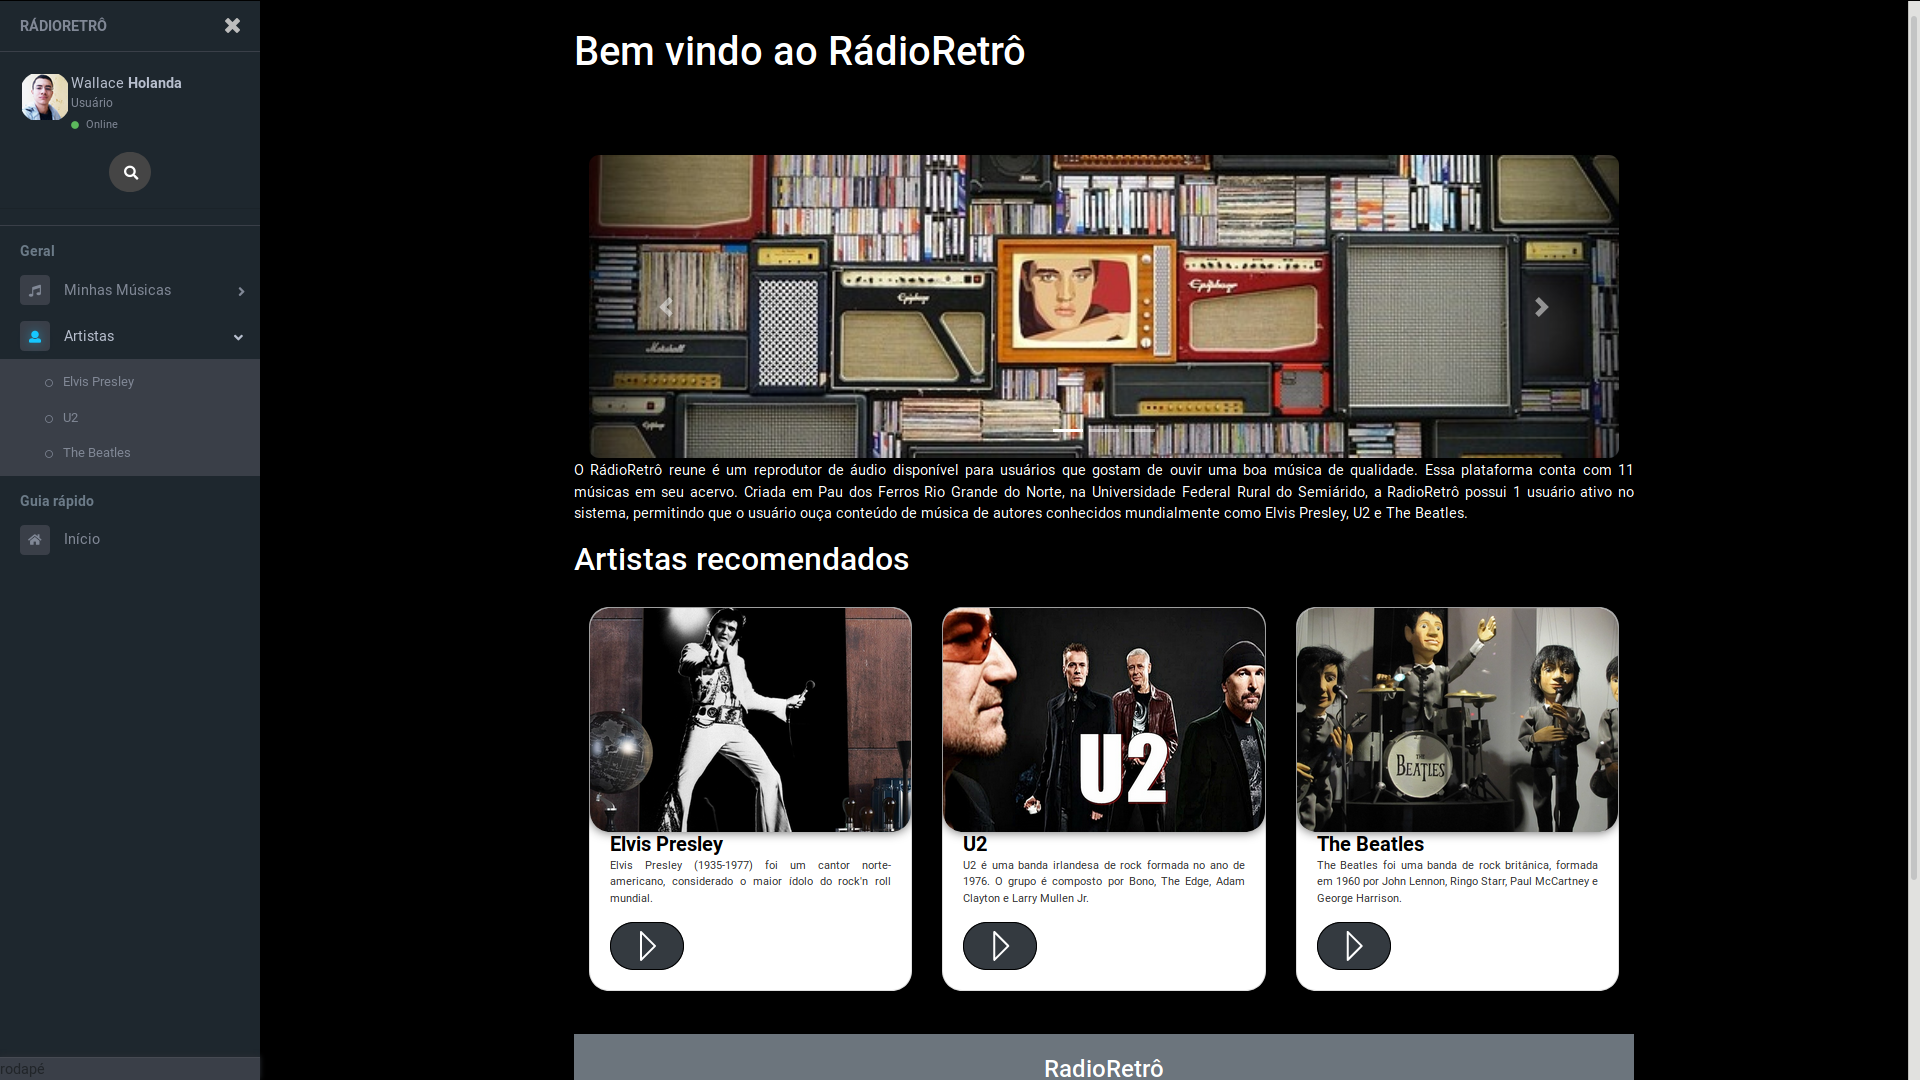 RÁDIORETRÔ
Wallace Holanda
Usuário
Online
Geral
Minhas Músicas
Artistas
Elvis Presley
U2
The Beatles
Guia rápido
Início
rodapé
Bem vindo ao RádioRetrô
Epiphone
Epiphone
Marshall
O RádioRetrô reune é um reprodutor de áudio disponível para usuários que gostam de ouvir uma boa música de qualidade. Essa plataforma conta com 11
músicas em seu acervo. Criada em Pau dos Ferros Rio Grande do Norte, na Universidade Federal Rural do Semiárido, a RadioRetrô possui 1 usuário ativo no
sistema, permitindo que o usuário ouça conteúdo de música de autores conhecidos mundialmente como Elvis Presley, U2 e The Beatles.
Artistas recomendados
Elvis Presley
Elvis Presley (1935-1977) foi um cantor norte-
americano, considerado o maior ídolo do rock'n roll
mundial.
U2
U2
U2 é uma banda irlandesa de rock formada no ano de
1976. O grupo é composto por Bono, The Edge, Adam
Clayton e Larry Mullen Jr.
THE
BEATLES
The Beatles
The Beatles foi uma banda de rock britânica, formada
em 1960 por John Lennon, Ringo Starr, Paul McCartney e
George Harrison.
RadioRetrô